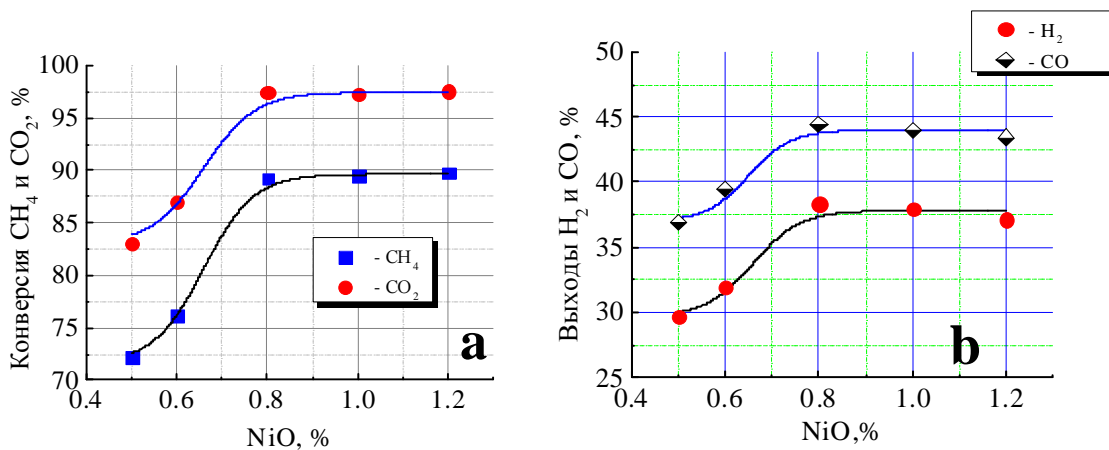 Конверсия CH₄ и CO₂, %
100
95
90
85
80
75
70
0.4 0.6 0.8 1.0 1.2
NiO, %
- CH₄
- CO₂
a
Выходы H₂ и CO, %
50
45
40
35
30
25
0.4 0.6 0.8 1.0 1.2
NiO,%
- H₂
- CO
b